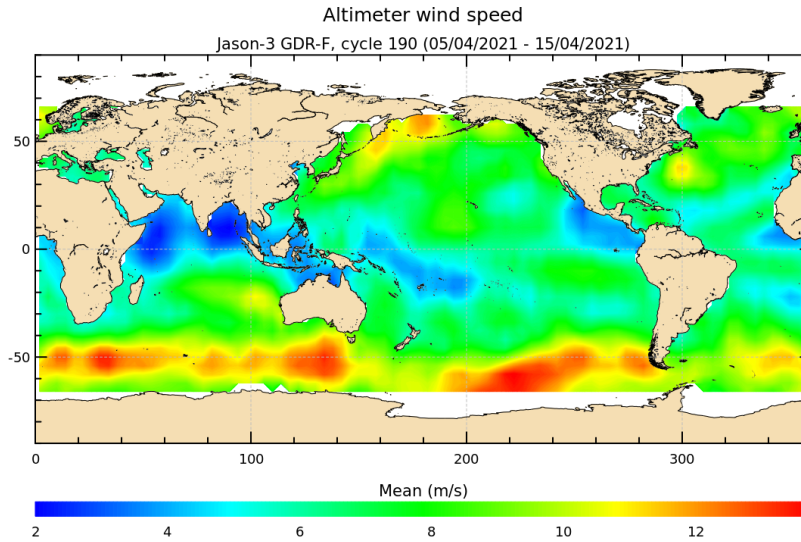 Altimeter wind speed
Jason-3 GDR-F, cycle 190 (05/04/2021 - 15/04/2021)
50
0
-50
0 100 200 300
Mean (m/s)
2 4 6 8 10 12